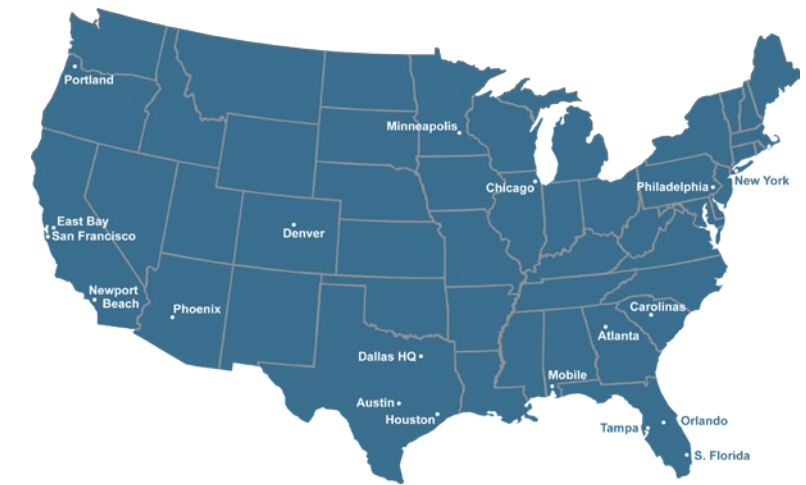 Portland
Minneapolis
Chicago
Philadelphia
New York
East Bay
San Francisco
Denver
Newport
Beach
Phoenix
Carolinas
Atlanta
Dallas HQ
Mobile
Austin
Houston
Tampa
Orlando
S. Florida